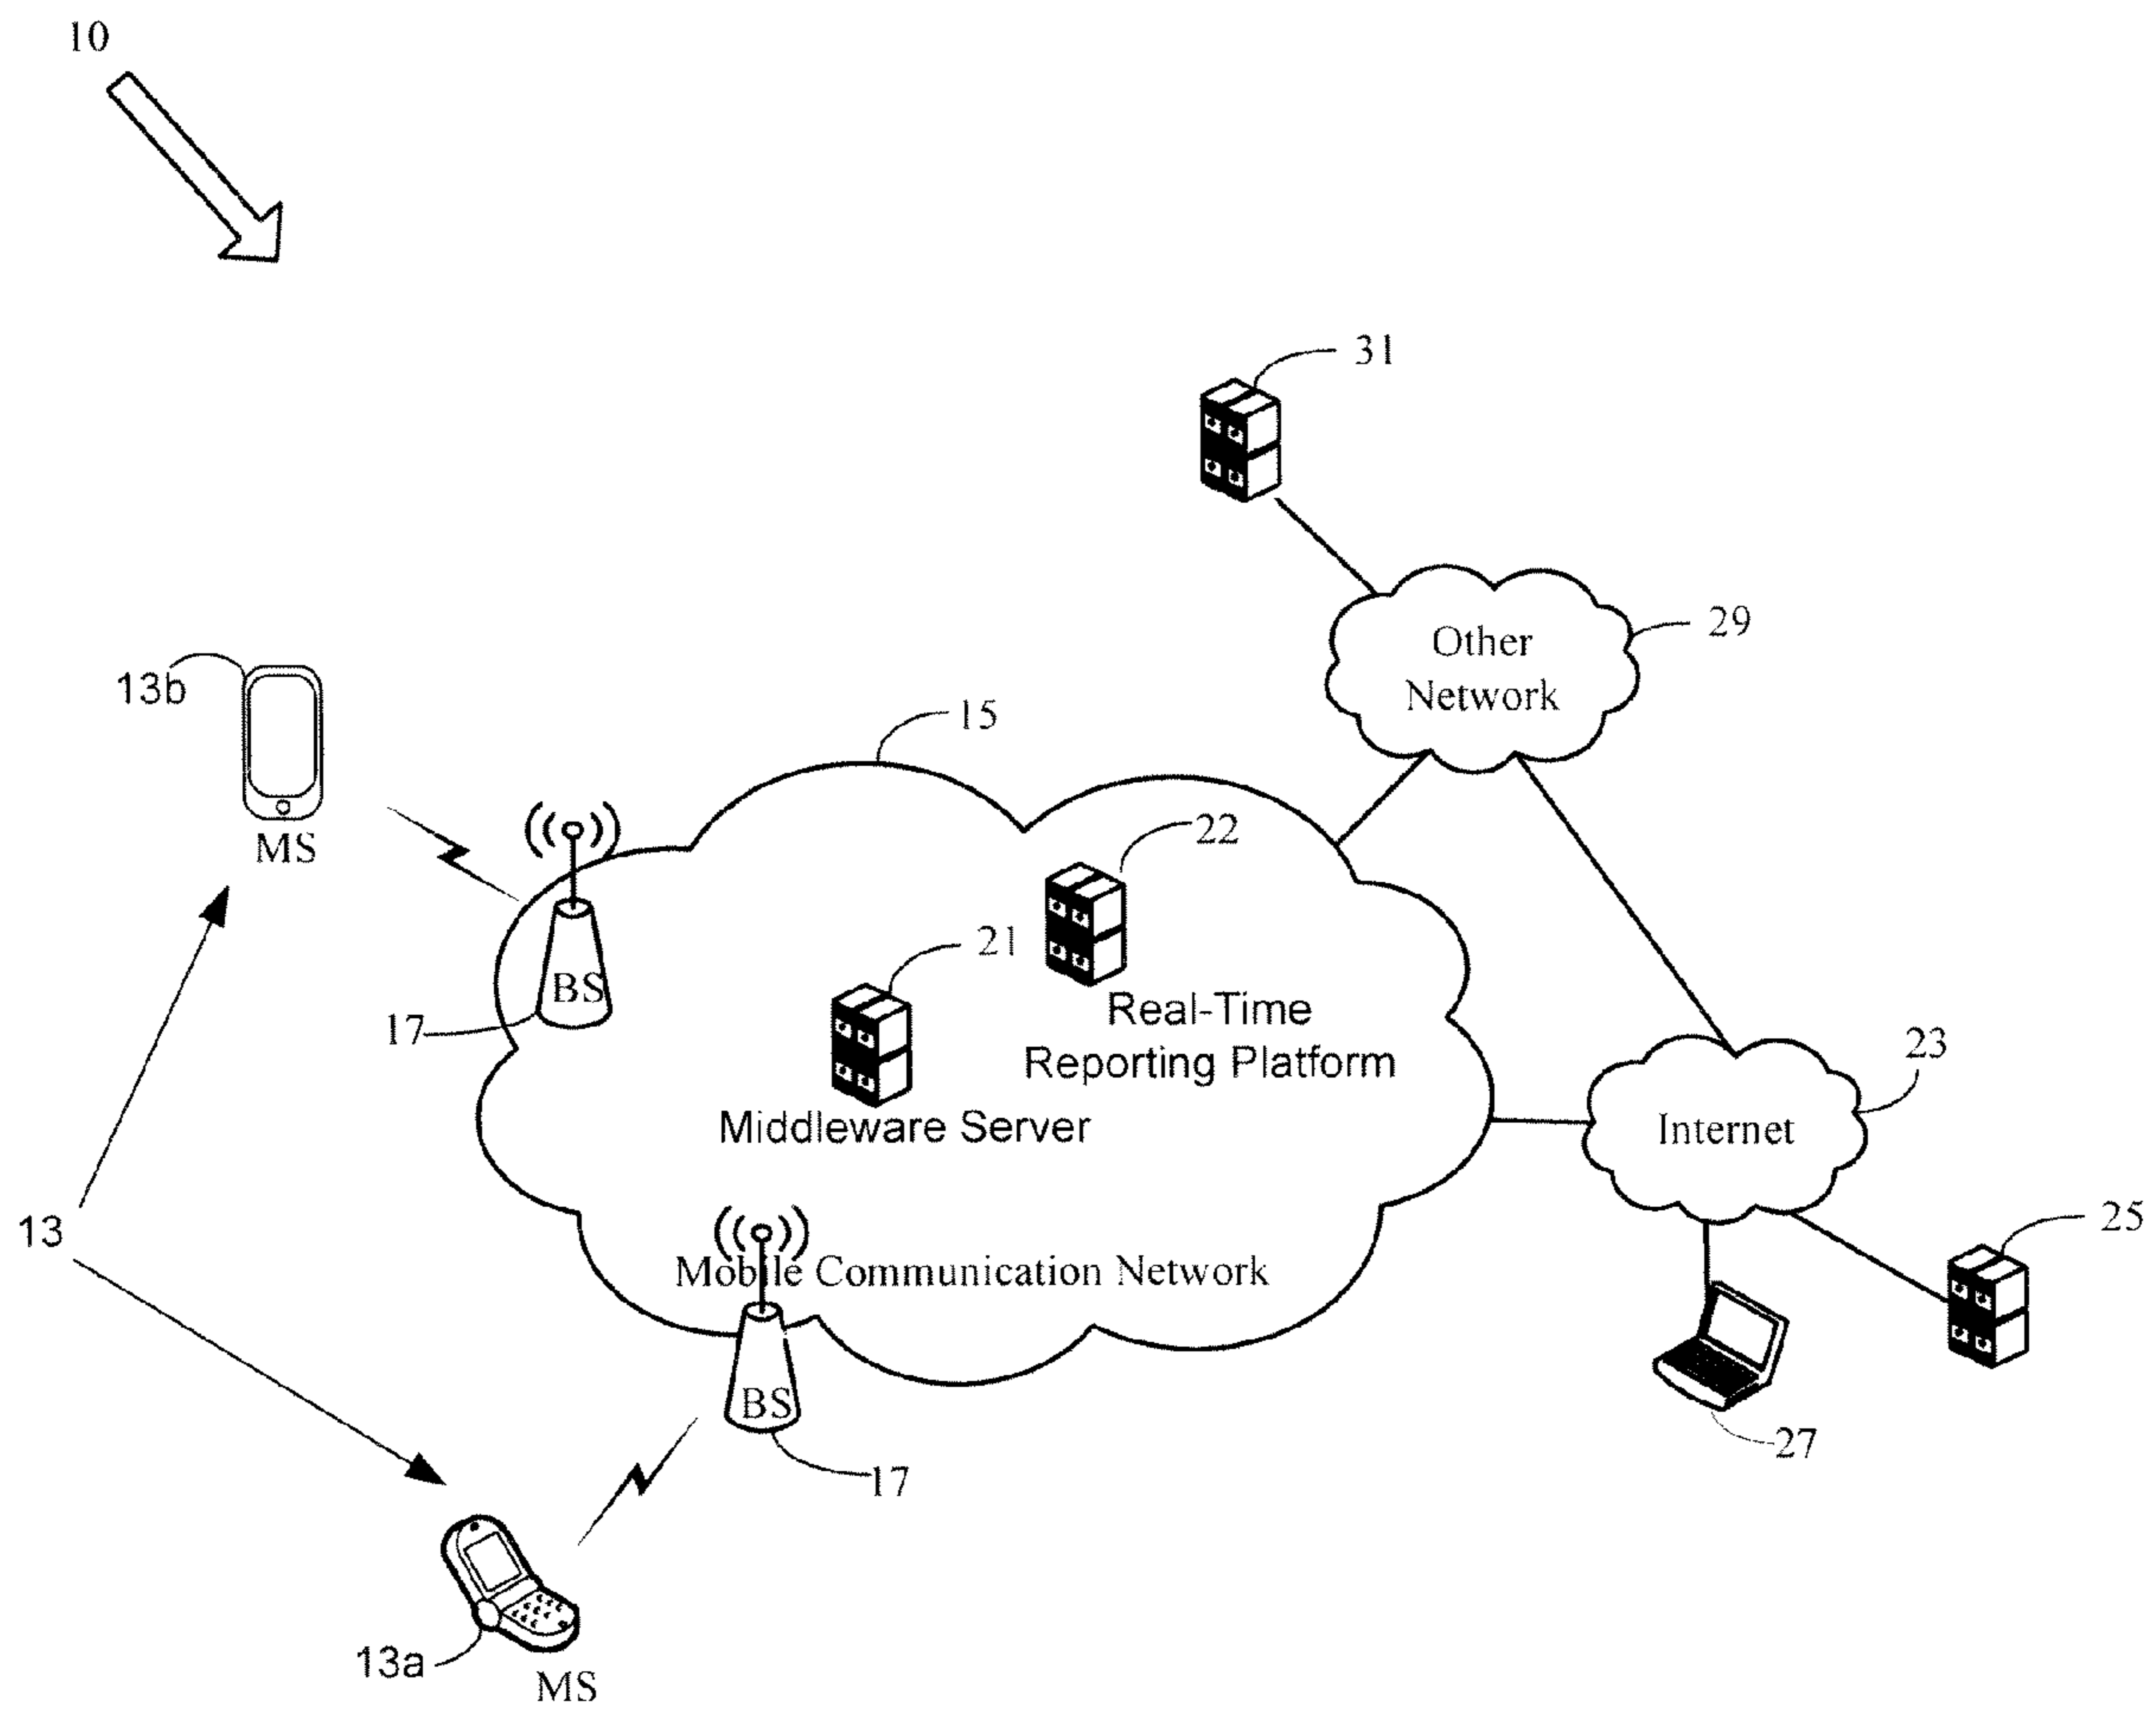 10
31
Other
Network
29
13b
MS
15
22
21
BS
17
Real-Time
Reporting Platform
Middleware Server
23
Internet
13
Mobile Communication Network
25
BS
17
27
13a
MS